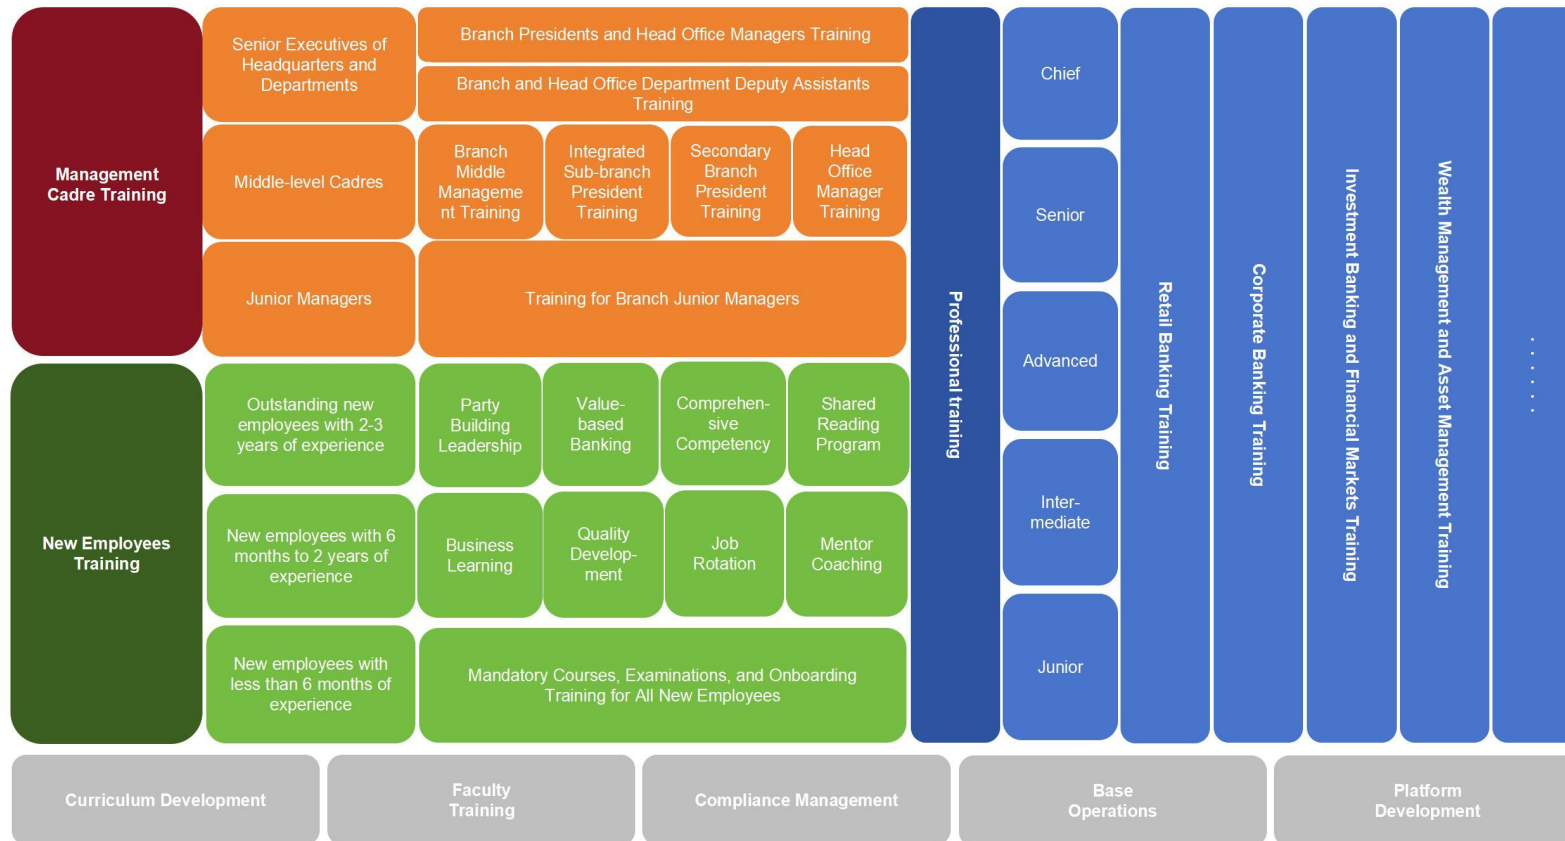 Management
Cadre Training
Senior Executives of
Headquarters and
Departments
Branch Presidents and Head Office Managers Training
Branch and Head Office Department Deputy Assistants
Training
Middle-level Cadres
Branch
Middle
Manageme
nt Training
Integrated
Sub-branch
President
Training
Secondary
Branch
President
Training
Head
Office
Manager
Training
Junior Managers
Training for Branch Junior Managers
New Employees
Training
Outstanding new
employees with 2-3
years of experience
Party
Building
Leadership
Value-
based
Banking
Comprehen-
sive
Competency
Shared
Reading
Program
New employees with 6
months to 2 years of
experience
Business
Learning
Quality
Develop-
ment
Job
Rotation
Mentor
Coaching
New employees with
less than 6 months of
experience
Mandatory Courses, Examinations, and Onboarding
Training for All New Employees
Professional training
Chief
Senior
Advanced
Inter-
mediate
Junior
Retail Banking Training
Corporate Banking Training
Investment Banking and Financial Markets Training
Wealth Management and Asset Management Training
. . . . . .
Curriculum Development
Faculty
Training
Compliance Management
Base
Operations
Platform
Development